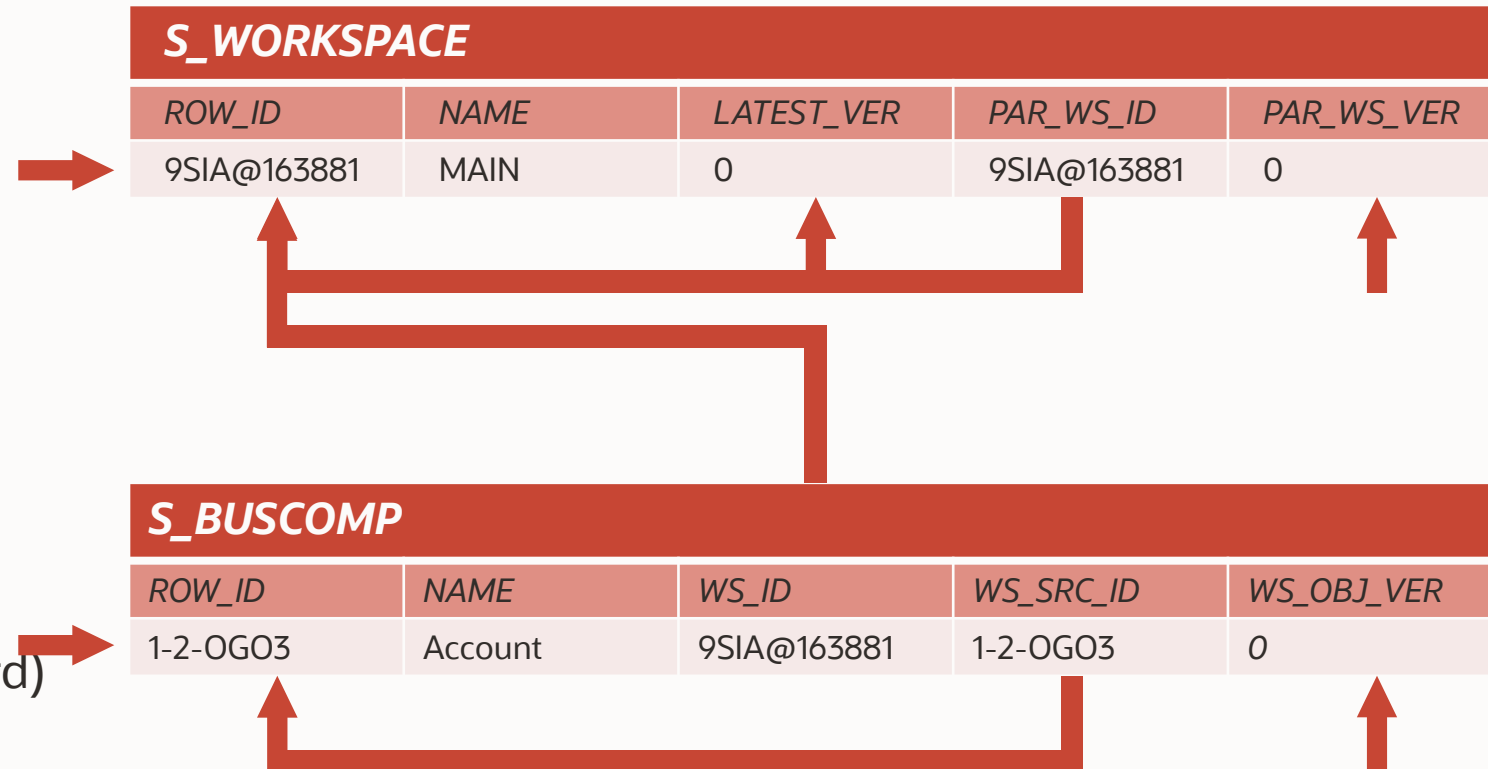 S_WORKSPACE
ROW_ID NAME LATEST_VER PAR_WS_ID PAR_WS_VER
9SIA@163881 MAIN 0 9SIA@163881 0
S_BUSCOMP
ROW_ID NAME WS_ID WS_SRC_ID WS_OBJ_VER
1-2-OGO3 Account 9SIA@163881 1-2-OGO3 0
d)